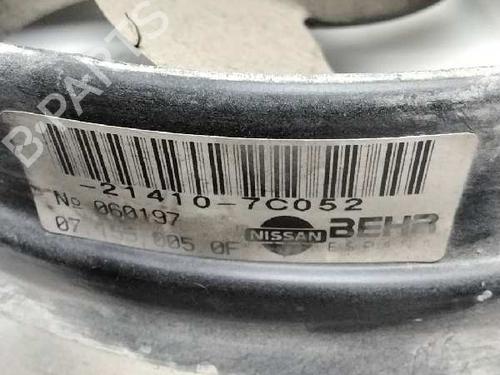 B-PARTS
-21410-7C052
No 060197
07 005 0F
NISSAN
BEHR